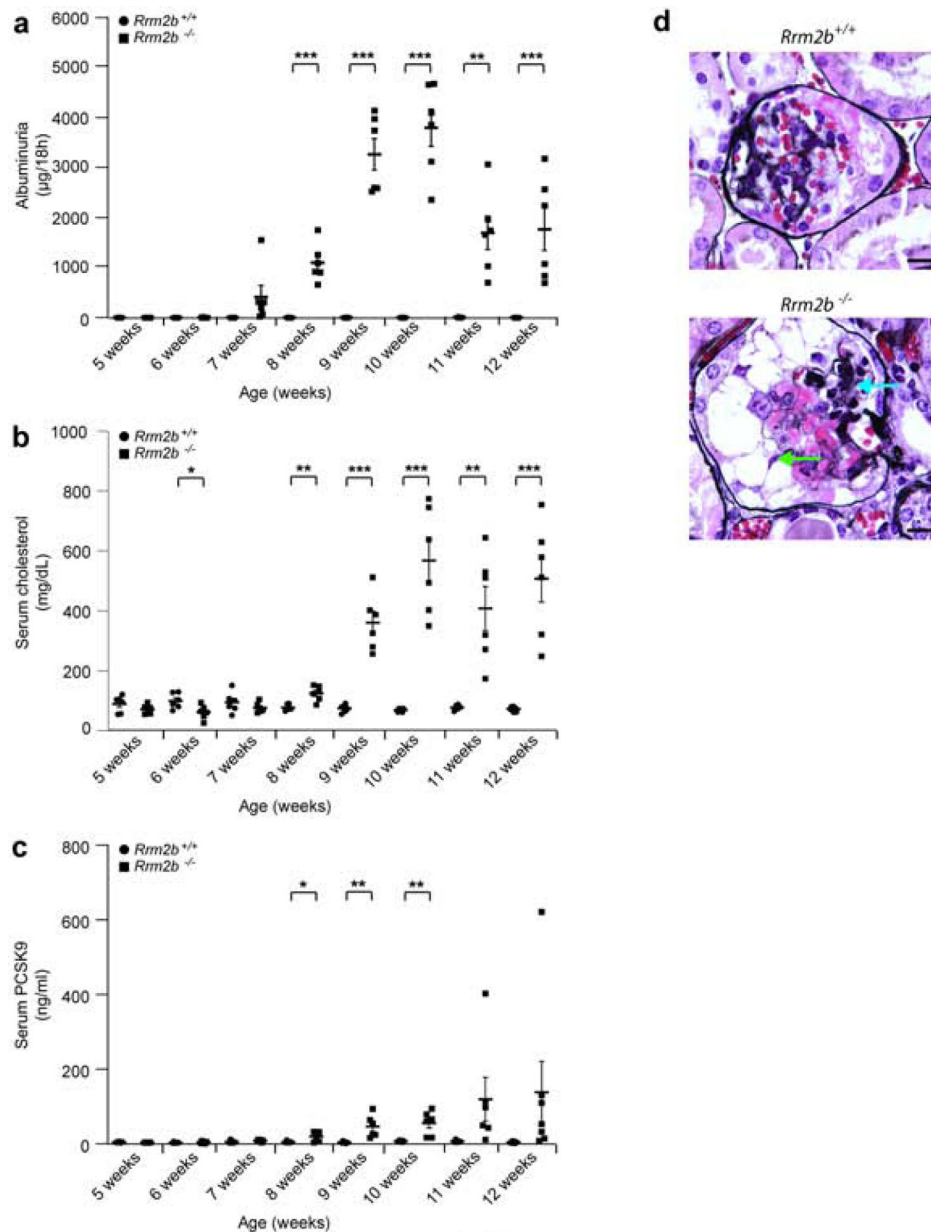 a
Rrm2b +/+
Rrm2b -/-
6000
5000
4000
3000
2000
1000
0
Albuminuria
(µg/18h)
*** *** *** ** ***
5 weeks 6 weeks 7 weeks 8 weeks 9 weeks 10 weeks 11 weeks 12 weeks
Age (weeks)
b
Rrm2b +/+
Rrm2b -/-
1000
800
600
400
200
0
Serum cholesterol
(mg/dL)
* ** *** *** ** ***
5 weeks 6 weeks 7 weeks 8 weeks 9 weeks 10 weeks 11 weeks 12 weeks
Age (weeks)
c
Rrm2b +/+
Rrm2b -/-
800
600
400
200
0
Serum PCSK9
(ng/ml)
* ** **
5 weeks 6 weeks 7 weeks 8 weeks 9 weeks 10 weeks 11 weeks 12 weeks
Age (weeks)
d
Rrm2b+/+
Rrm2b -/-